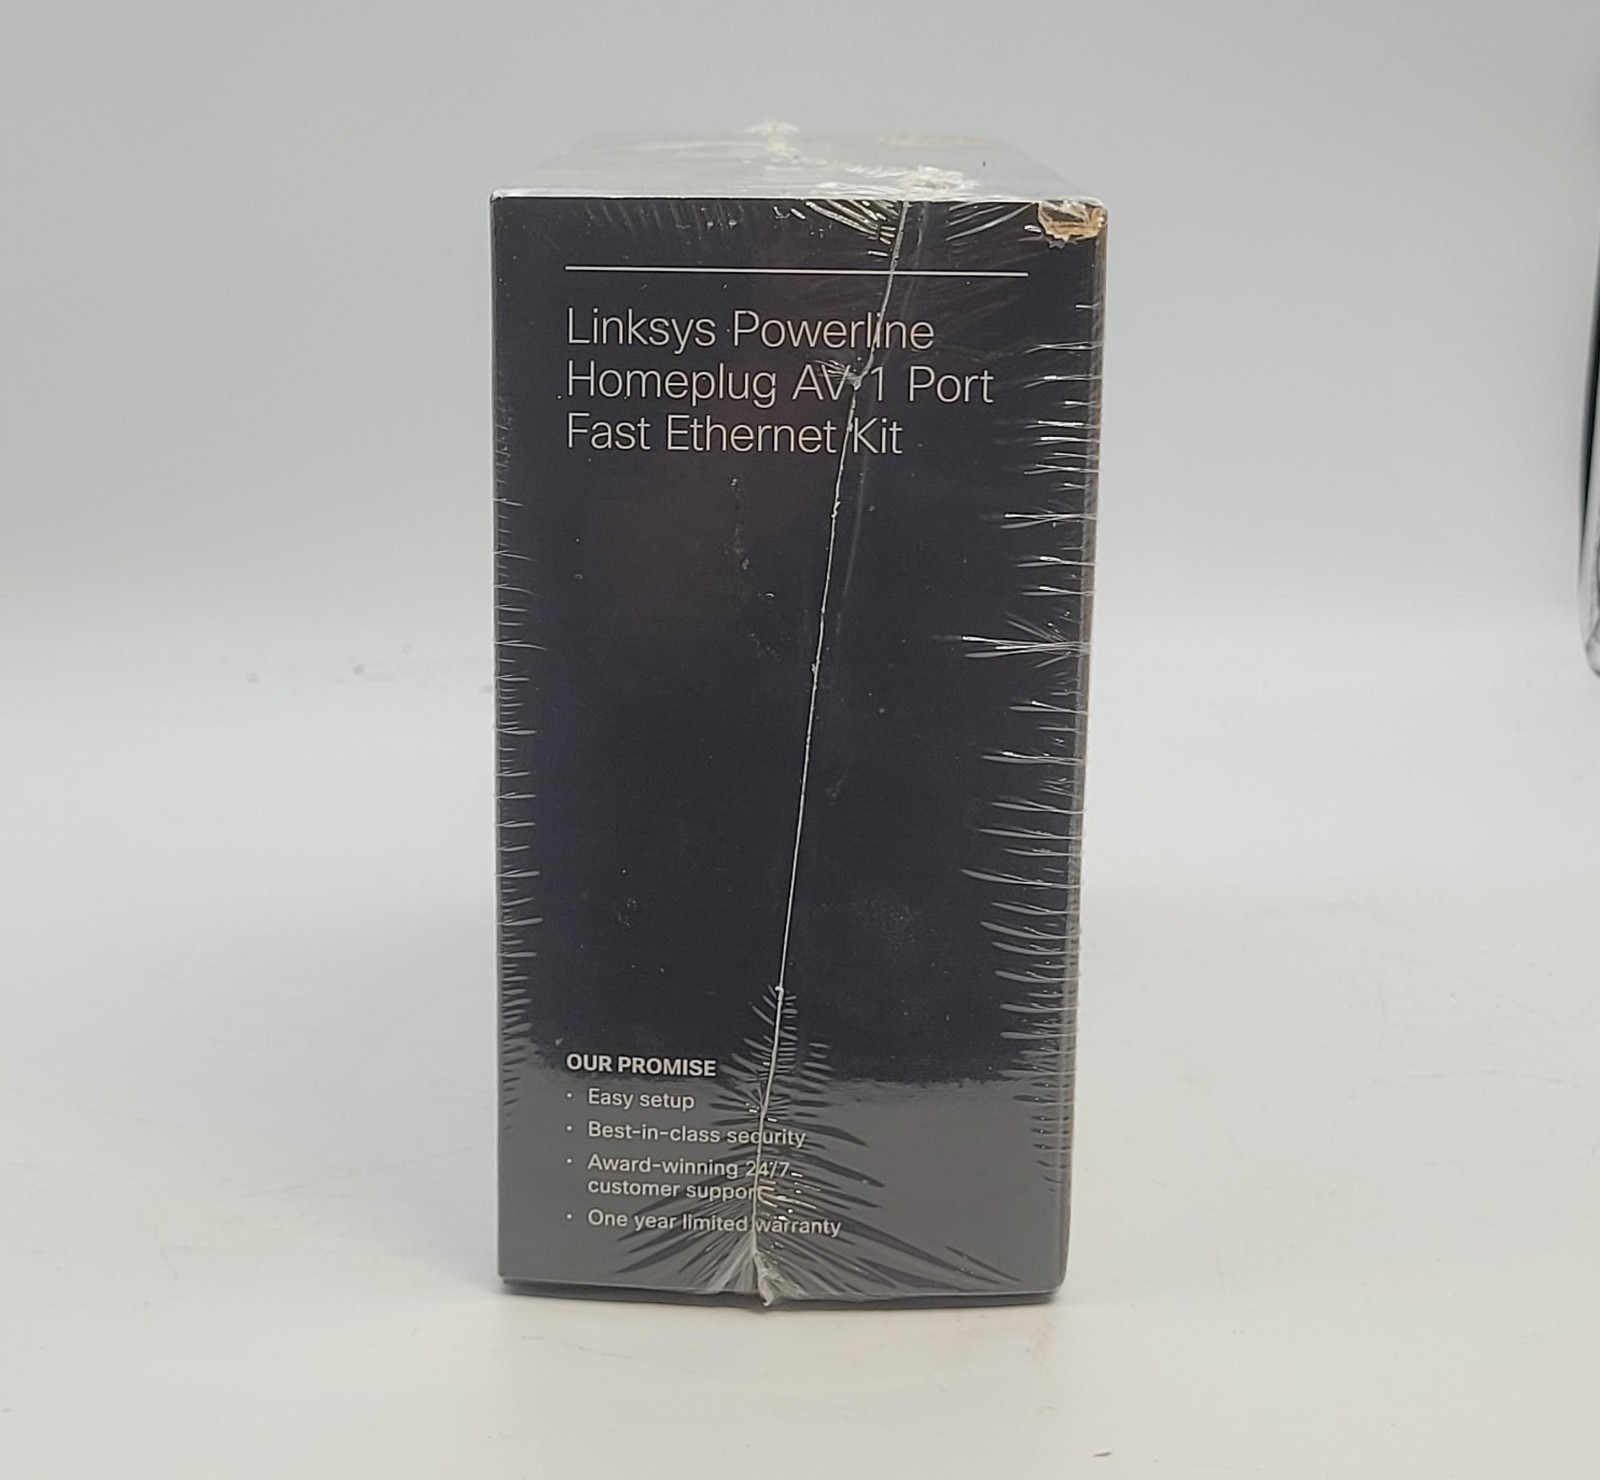 Linksys Powerline
Homeplug AV 1 Port
Fast Ethernet Kit
OUR PROMISE
• Easy setup
• Best-in-class security
• Award-winning 24/7
customer support
• One year limited warranty